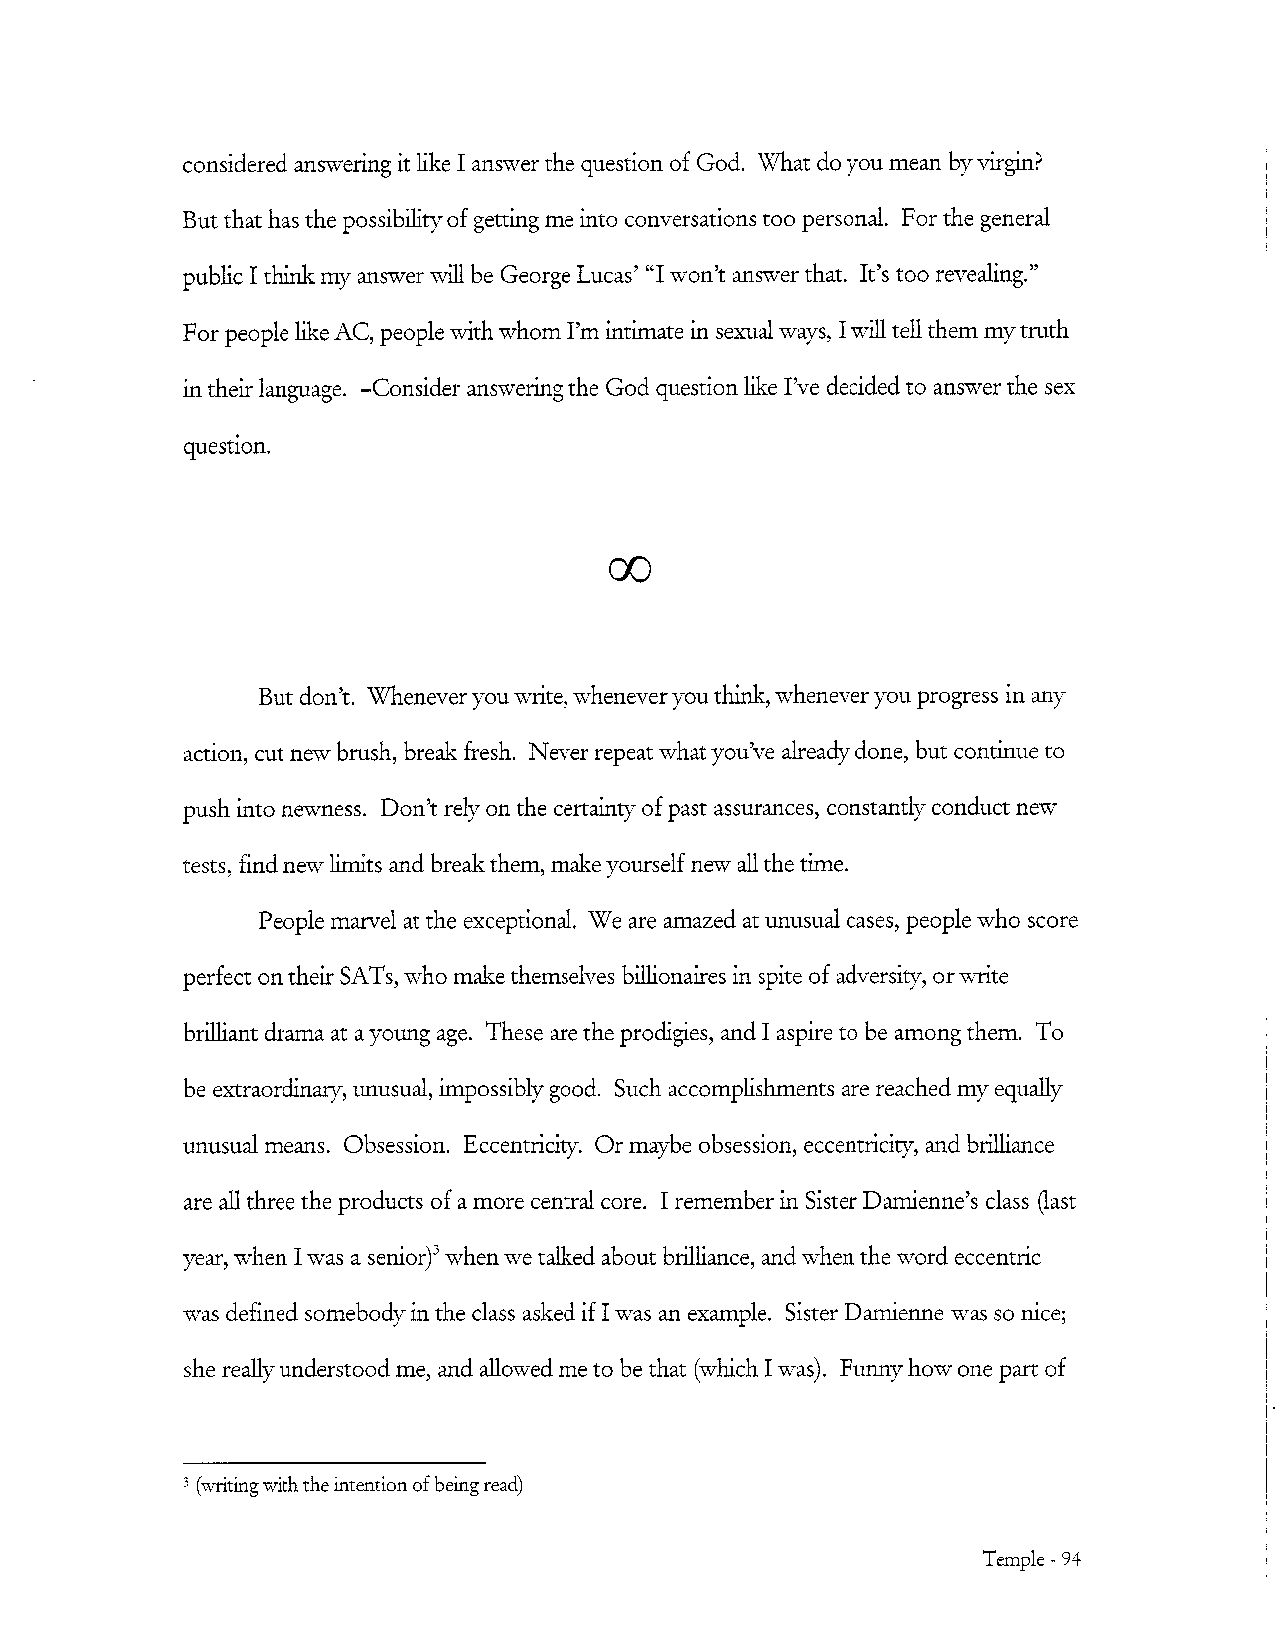 considered answering it like I answer the question of God.  What do you mean by virgin?
But that has the possibility of getting me into conversations too personal.  For the general
public I think my answer will be George Lucas’ “I won’t answer that.  It’s too revealing.”
For people like AC, people with whom I’m intimate in sexual ways, I will tell them my truth
in their language.  –Consider answering the God question like I’ve decided to answer the sex
question.
∞
But don’t.  Whenever you write, whenever you think, whenever you progress in any
action, cut new brush, break fresh.  Never repeat what you’ve already done, but continue to
push into newness.  Don’t rely on the certainty of past assurances, constantly conduct new
tests, find new limits and break them, make yourself new all the time.
People marvel at the exceptional.  We are amazed at unusual cases, people who score
perfect on their SATs, who make themselves billionaires in spite of adversity, or write
brilliant drama at a young age.  These are the prodigies, and I aspire to be among them.  To
be extraordinary, unusual, impossibly good.  Such accomplishments are reached my equally
unusual means.  Obsession.  Eccentricity.  Or maybe obsession, eccentricity, and brilliance
are all three the products of a more central core.  I remember in Sister Damienne’s class (last
year, when I was a senior)³ when we talked about brilliance, and when the word eccentric
was defined somebody in the class asked if I was an example.  Sister Damienne was so nice;
she really understood me, and allowed me to be that (which I was).  Funny how one part of
³ (writing with the intention of being read)
Temple - 94